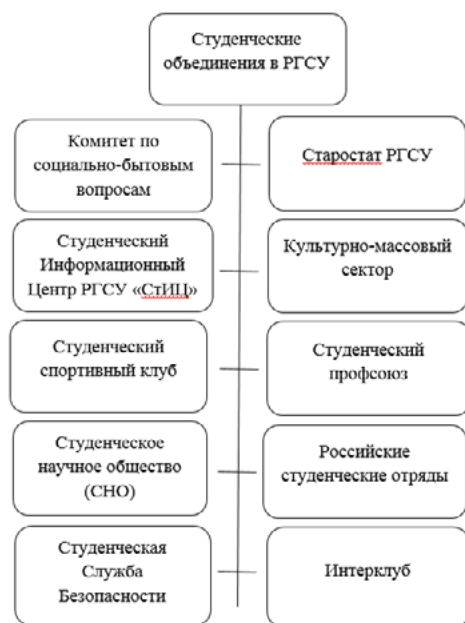 Студенческие
объединения в РГСУ
Комитет по
социально-бытовым
вопросам
Старостат РГСУ
Студенческий
Информационный
Центр РГСУ «СтИЦ»
Культурно-массовый
сектор
Студенческий
спортивный клуб
Студенческий
профсоюз
Студенческое
научное общество
(СНО)
Российские
студенческие отряды
Студенческая
Служба
Безопасности
Интерклуб